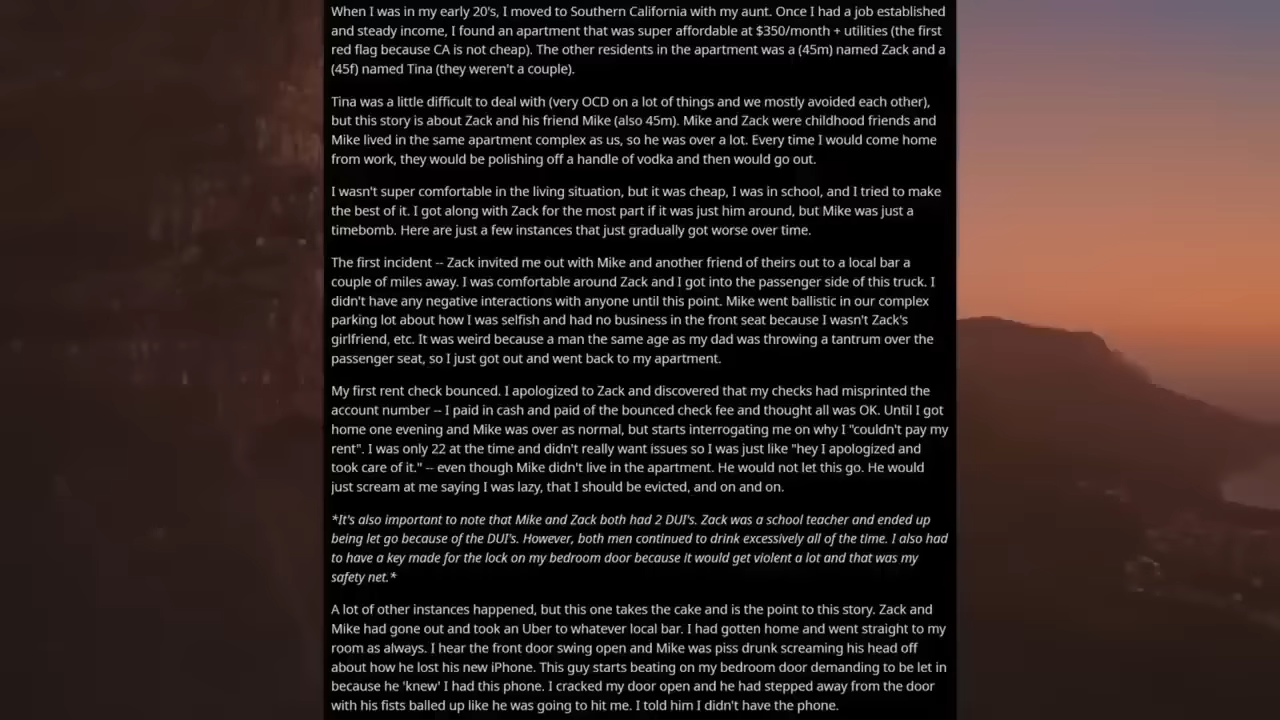 When I was in my early 20's, I moved to Southern California with my aunt. Once I had a job established
and steady income, I found an apartment that was super affordable at $350/month + utilities (the first
red flag because CA is not cheap). The other residents in the apartment was a (45m) named Zack and a
(45f) named Tina (they weren't a couple).
Tina was a little difficult to deal with (very OCD on a lot of things and we mostly avoided each other),
but this story is about Zack and his friend Mike (also 45m). Mike and Zack were childhood friends and
Mike lived in the same apartment complex as us, so he was over a lot. Every time I would come home
from work, they would be polishing off a handle of vodka and then would go out.
I wasn't super comfortable in the living situation, but it was cheap, I was in school, and I tried to make
the best of it. I got along with Zack for the most part if it was just him around, but Mike was just a
timebomb. Here are just a few instances that just gradually got worse over time.
The first incident -- Zack invited me out with Mike and another friend of theirs out to a local bar a
couple of miles away. I was comfortable around Zack and I got into the passenger side of this truck. I
didn't have any negative interactions with anyone until this point. Mike went ballistic in our complex
parking lot about how I was selfish and had no business in the front seat because I wasn't Zack's
girlfriend, etc. It was weird because a man the same age as my dad was throwing a tantrum over the
passenger seat, so I just got out and went back to my apartment.
My first rent check bounced. I apologized to Zack and discovered that my checks had misprinted the
account number -- I paid in cash and paid of the bounced check fee and thought all was OK. Until I got
home one evening and Mike was over as normal, but starts interrogating me on why I "couldn't pay my
rent". I was only 22 at the time and didn't really want issues so I was just like "hey I apologized and
took care of it." -- even though Mike didn't live in the apartment. He would not let this go. He would
just scream at me saying I was lazy, that I should be evicted, and on and on.
*It's also important to note that Mike and Zack both had 2 DUI's. Zack was a school teacher and ended up
being let go because of the DUI's. However, both men continued to drink excessively all of the time. I also had
to have a key made for the lock on my bedroom door because it would get violent a lot and that was my
safety net.*
A lot of other instances happened, but this one takes the cake and is the point to this story. Zack and
Mike had gone out and took an Uber to whatever local bar. I had gotten home and went straight to my
room as always. I hear the front door swing open and Mike was piss drunk screaming his head off
about how he lost his new iPhone. This guy starts beating on my bedroom door demanding to be let in
because he 'knew' I had this phone. I cracked my door open and he had stepped away from the door
with his fists balled up like he was going to hit me. I told him I didn't have the phone.